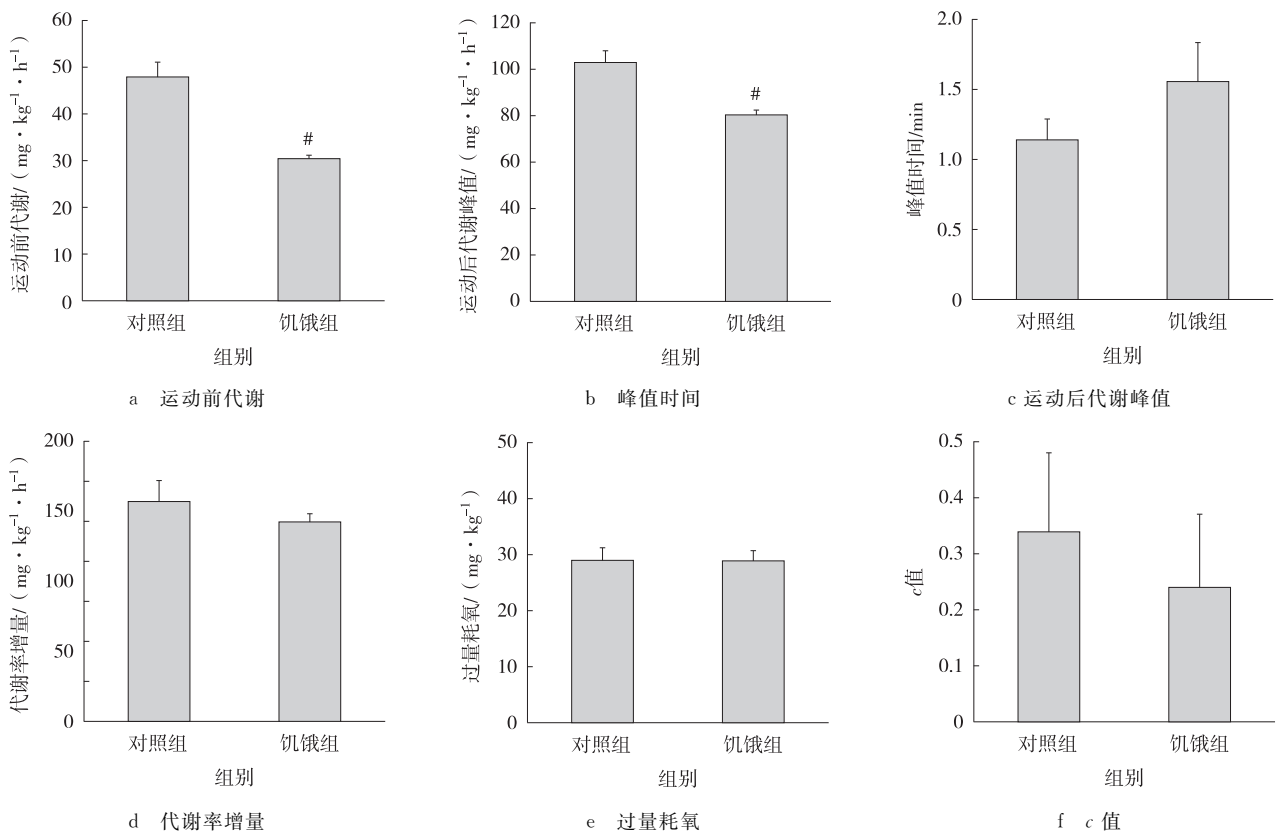 运动前代谢/(mg·kg⁻¹·h⁻¹)
60
50
40
30
20
10
0
#
对照组 饥饿组
组别
a 运动前代谢
运动后代谢峰值/(mg·kg⁻¹·h⁻¹)
120
100
80
60
40
20
0
#
对照组 饥饿组
组别
b 峰值时间
峰值时间/min
2.0
1.5
1.0
0.5
0
对照组 饥饿组
组别
c 运动后代谢峰值
代谢率增量/(mg·kg⁻¹·h⁻¹)
200
150
100
50
0
对照组 饥饿组
组别
d 代谢率增量
过量耗氧/(mg·kg⁻¹)
50
40
30
20
10
0
对照组 饥饿组
组别
e 过量耗氧
c值
0.5
0.4
0.3
0.2
0.1
0
对照组 饥饿组
组别
f c 值